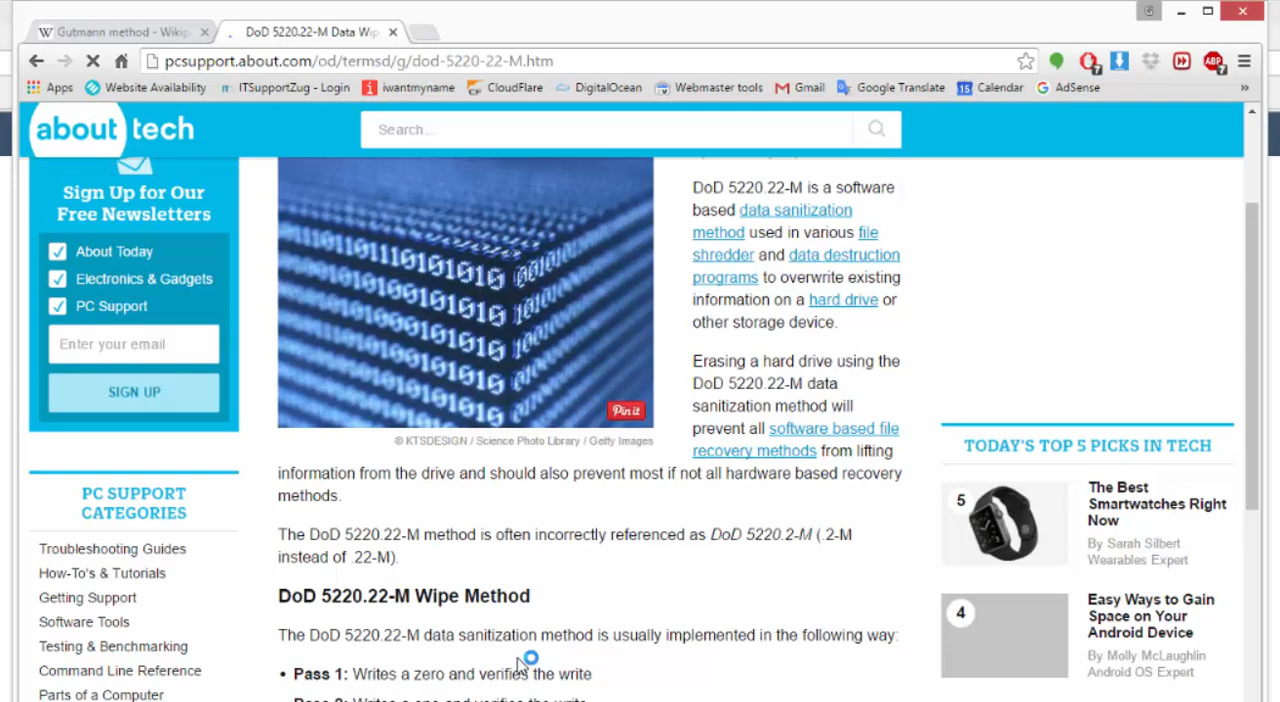 Gutmann method - Wikip
DoD 5220.22-M Data Wip
G
pcsupport.about.com/od/termsd/g/dod-5220-22-M.htm
Apps Website Availability ITSupportZug - Login iwantmyname CloudFlare DigitalOcean Webmaster tools Gmail Google Translate Calendar AdSense »
about tech
Search...
Sign Up for Our
Free Newsletters
About Today
Electronics & Gadgets
PC Support
Enter your email
SIGN UP
PC SUPPORT
CATEGORIES
Troubleshooting Guides
How-To's & Tutorials
Getting Support
Software Tools
Testing & Benchmarking
Command Line Reference
Parts of a Computer
Pin it
© KTSDESIGN / Science Photo Library / Getty Images
DoD 5220.22-M is a software
based data sanitization
method used in various file
shredder and data destruction
programs to overwrite existing
information on a hard drive or
other storage device.
Erasing a hard drive using the
DoD 5220.22-M data
sanitization method will
prevent all software based file
recovery methods from lifting
information from the drive and should also prevent most if not all hardware based recovery
methods.
The DoD 5220.22-M method is often incorrectly referenced as DoD 5220.2-M (.2-M
instead of .22-M).
DoD 5220.22-M Wipe Method
The DoD 5220.22-M data sanitization method is usually implemented in the following way:
• Pass 1: Writes a zero and verifies the write
TODAY'S TOP 5 PICKS IN TECH
5
The Best
Smartwatches Right
Now
By Sarah Silbert
Wearables Expert
4
Easy Ways to Gain
Space on Your
Android Device
By Molly McLaughlin
Android OS Expert